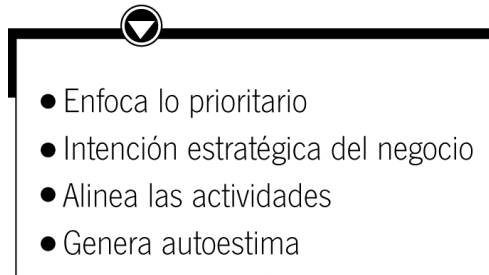 ● Enfoca lo prioritario
● Intención estratégica del negocio
● Alinea las actividades
● Genera autoestima